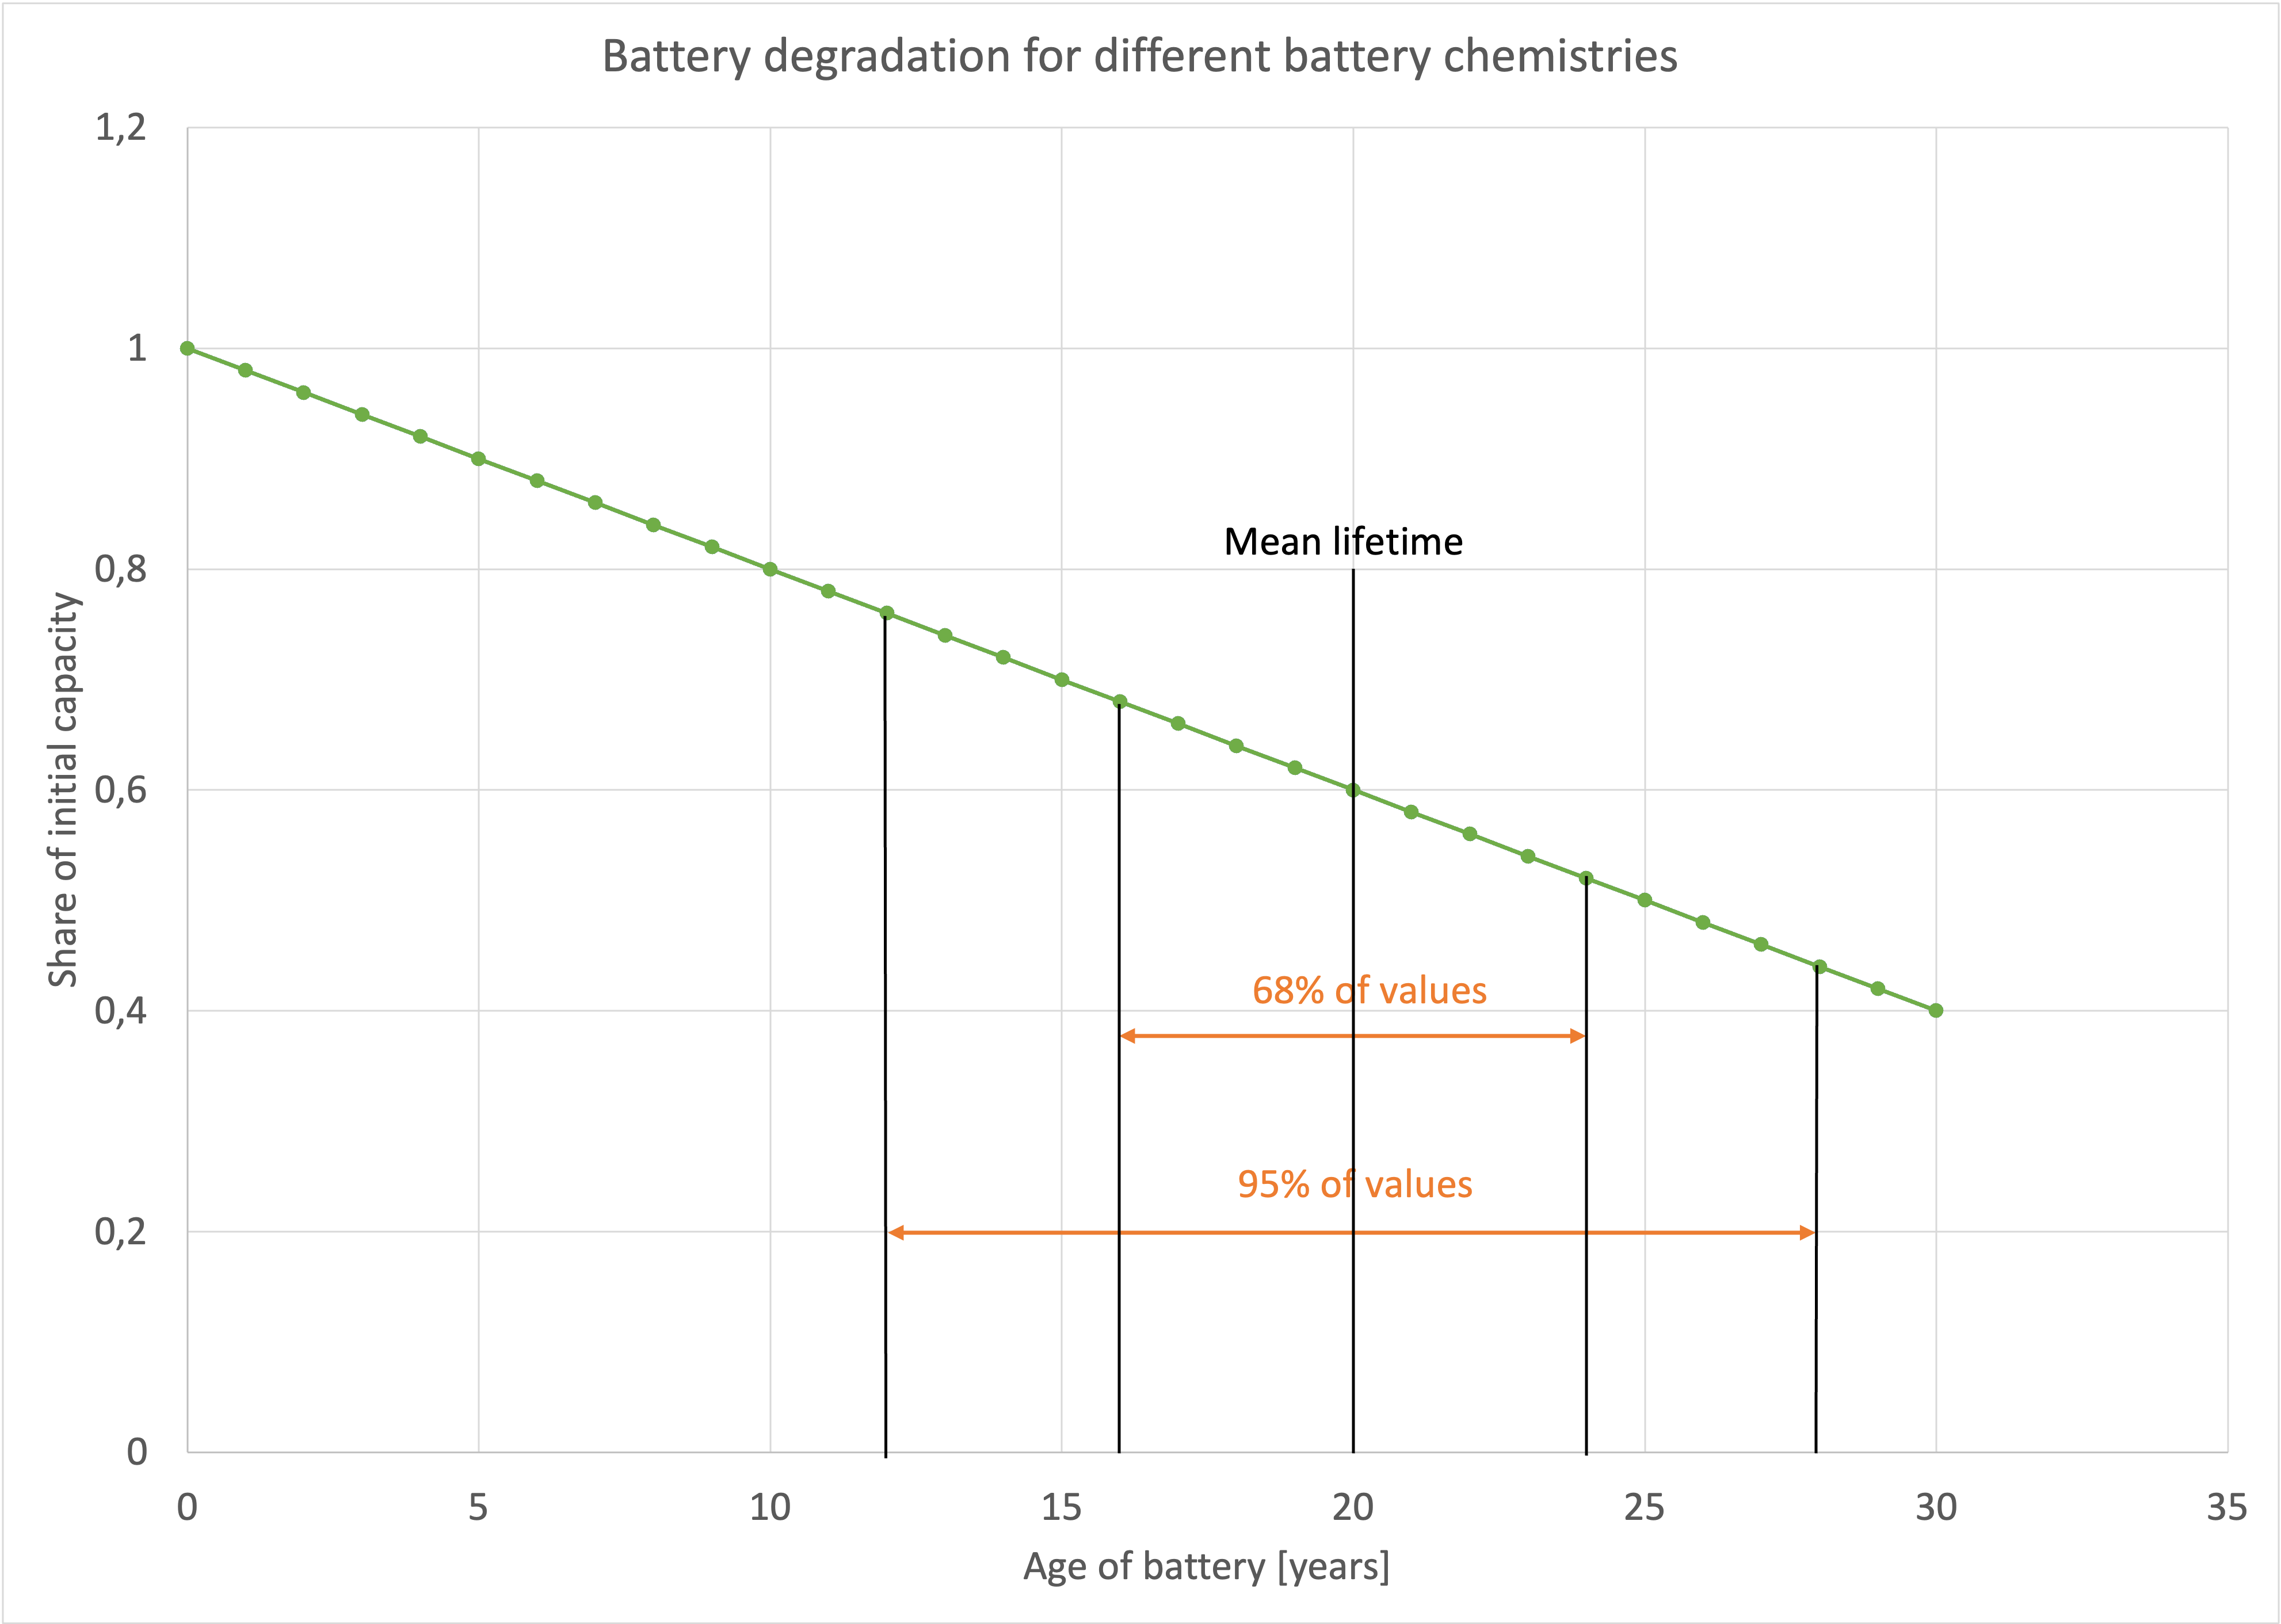 Battery degradation for different battery chemistries
1,2
1
0,8
0,6
0,4
0,2
0
Share of initial capacity
Mean lifetime
68% of values
95% of values
0 5 10 15 20 25 30 35
Age of battery [years]